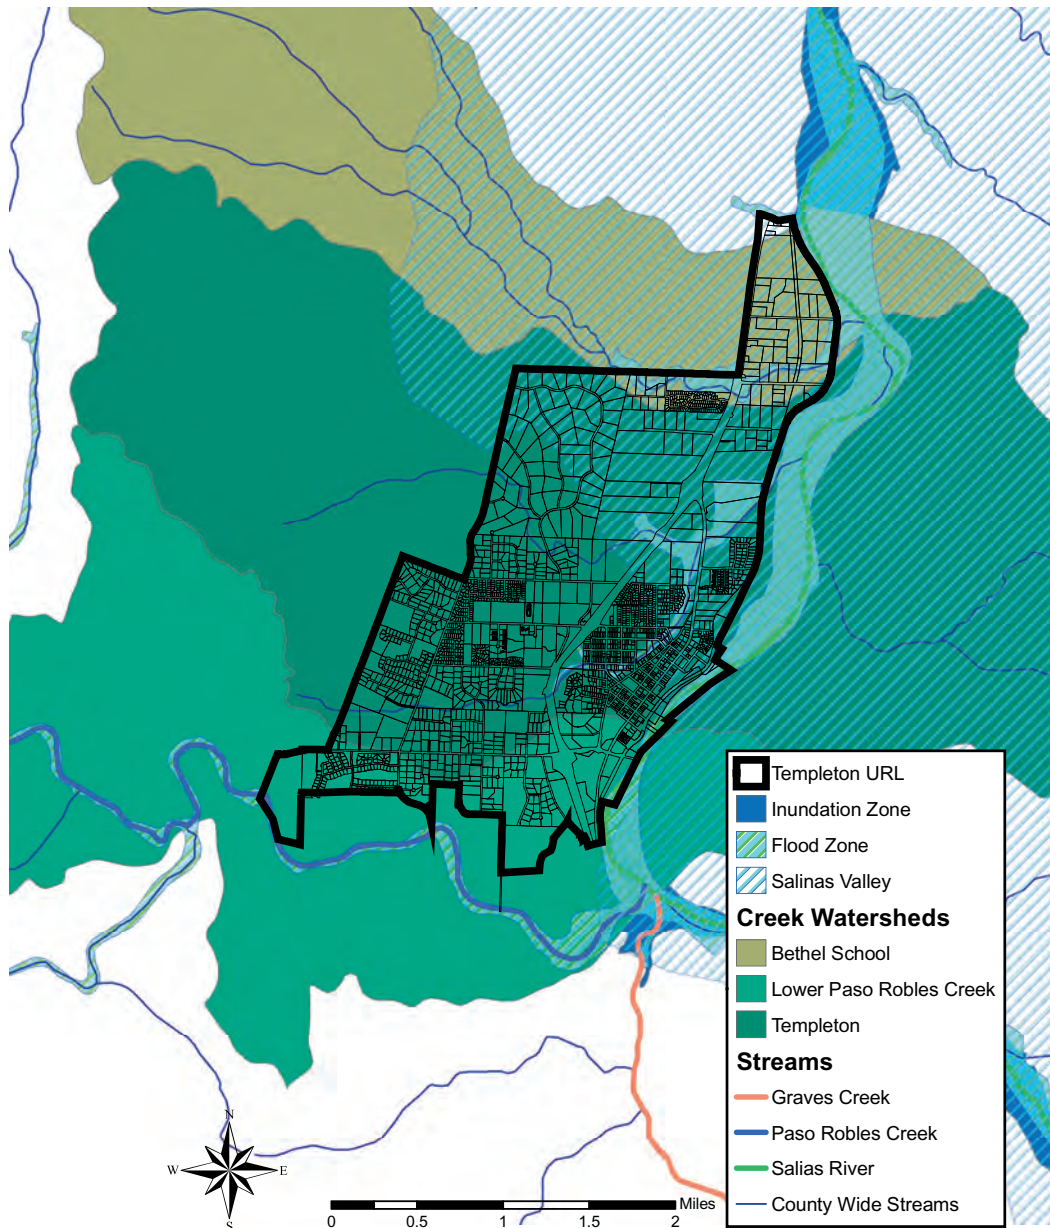 Templeton URL
Inundation Zone
Flood Zone
Salinas Valley
Creek Watersheds
Bethel School
Lower Paso Robles Creek
Templeton
Streams
Graves Creek
Paso Robles Creek
Salias River
County Wide Streams
N
W E
S
Miles
0 0.5 1 1.5 2